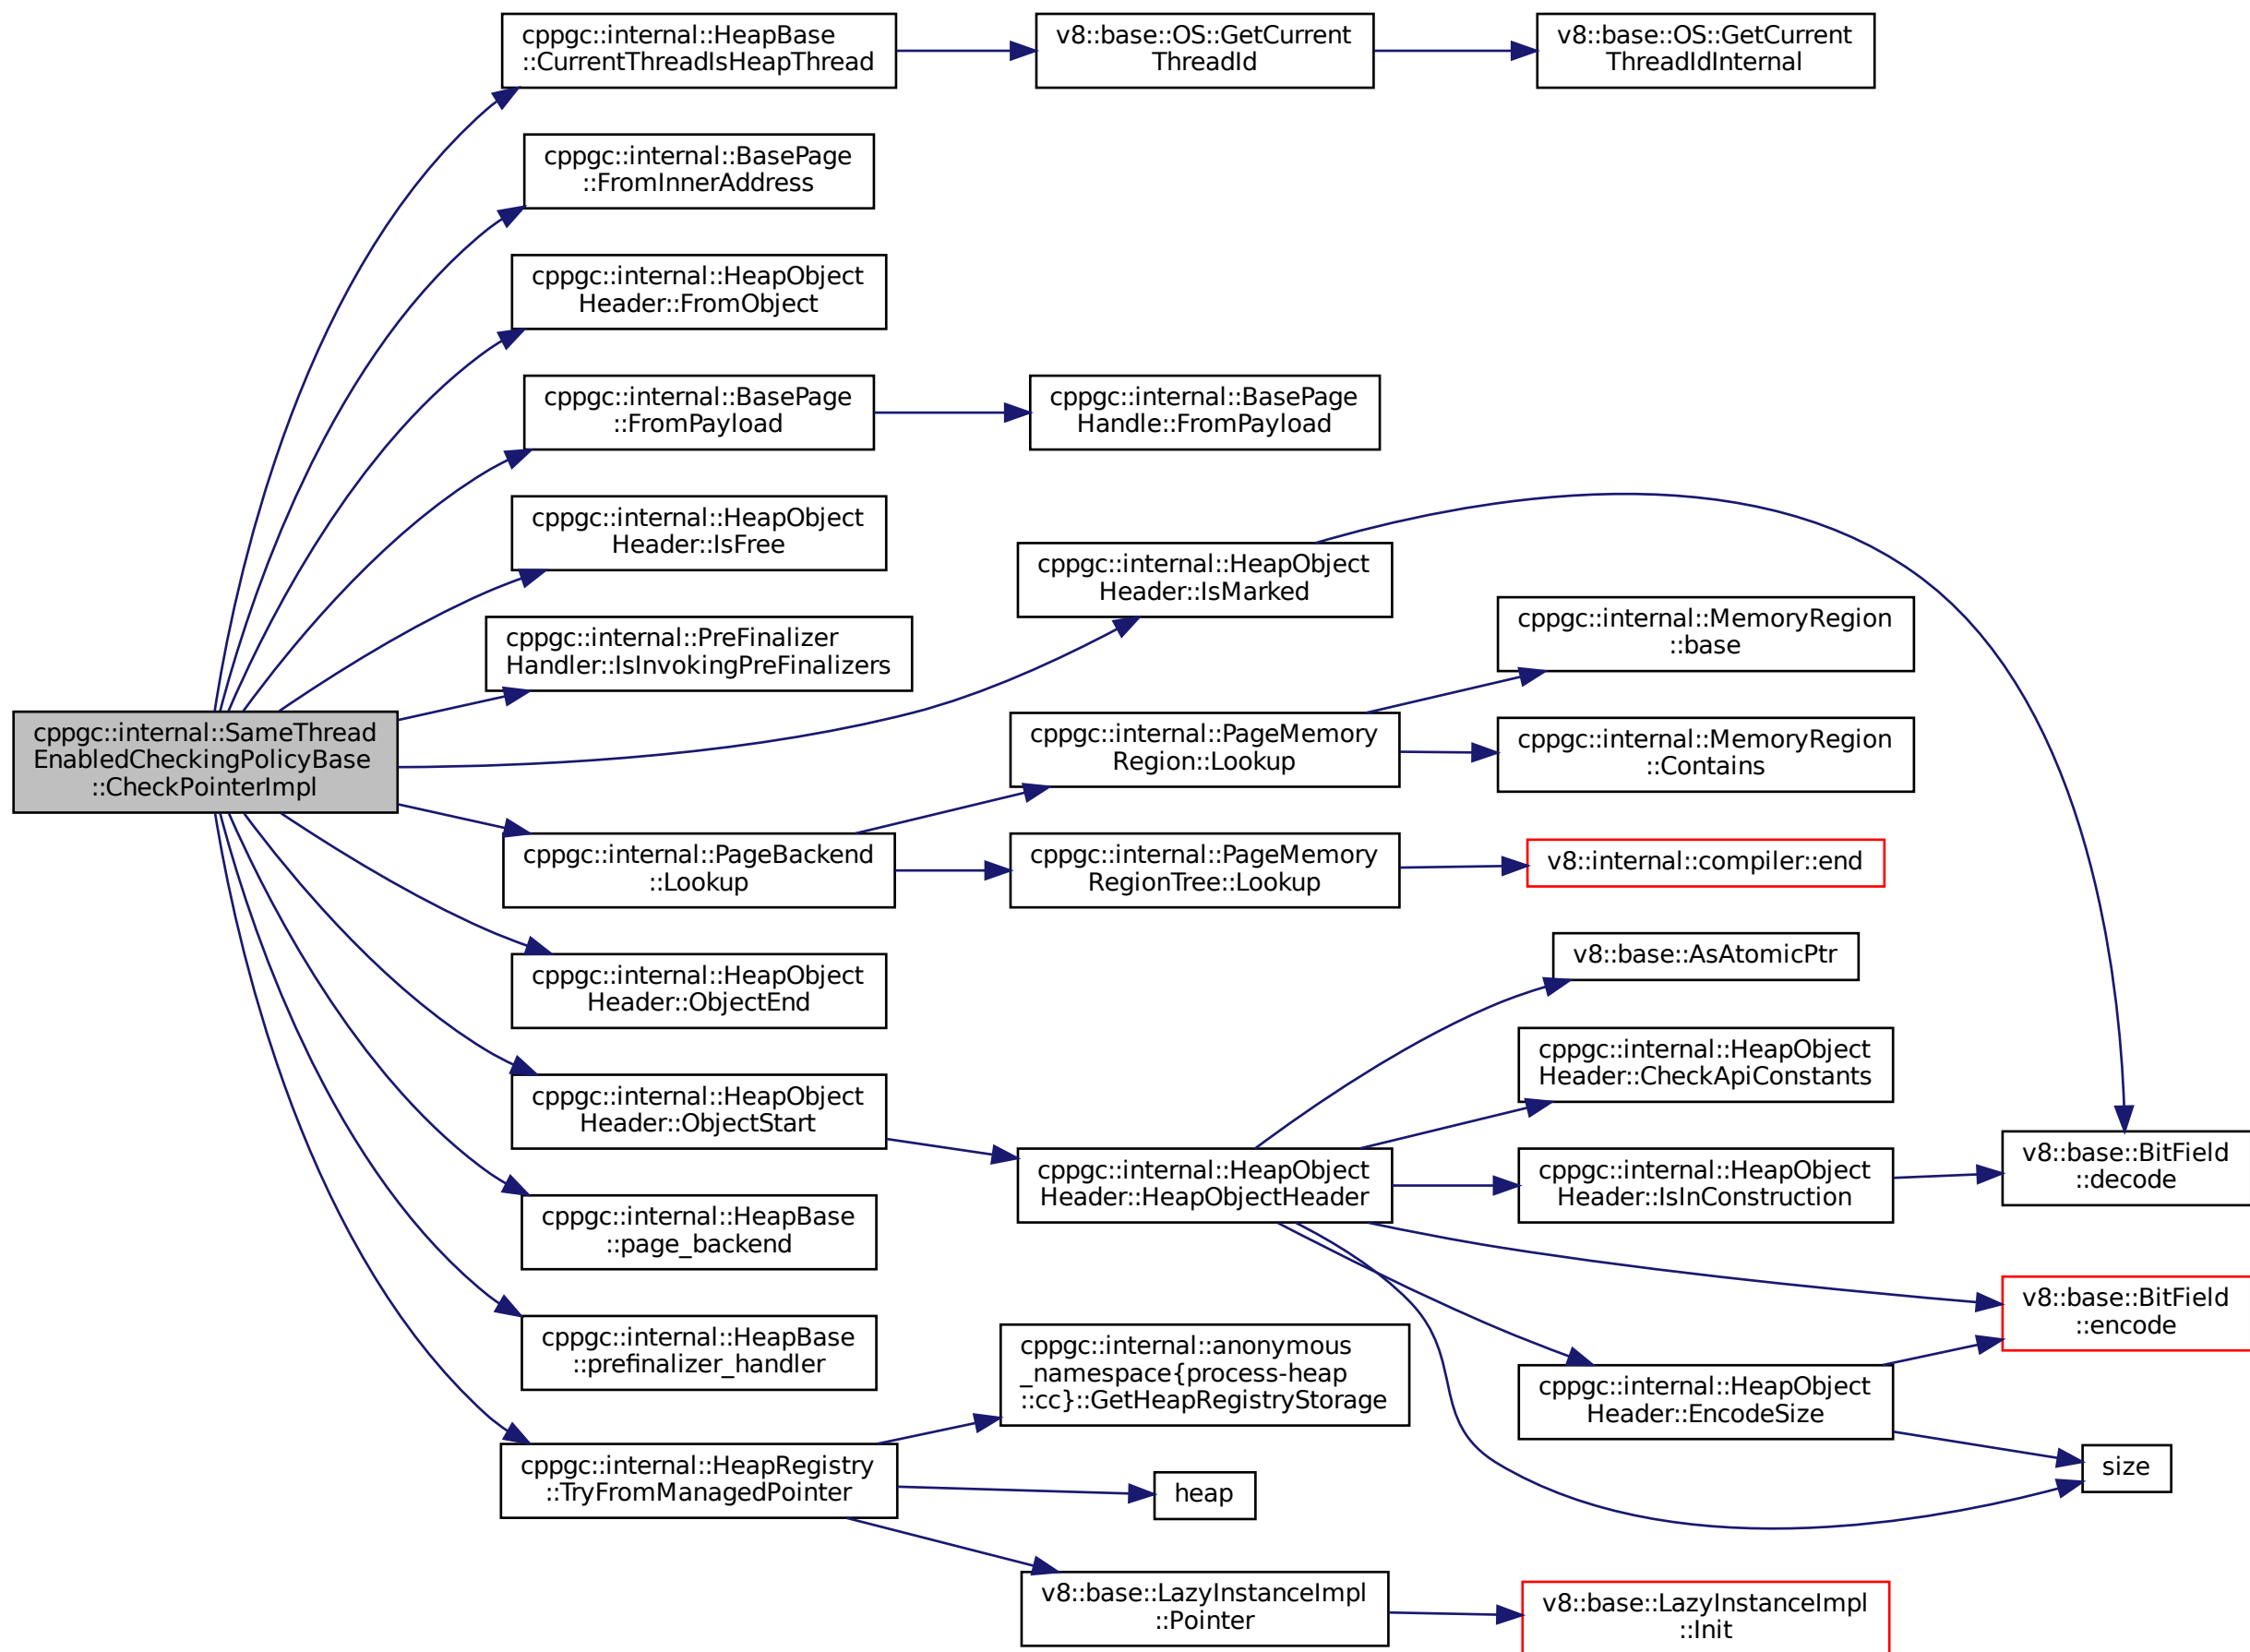 cppgc::internal::HeapBase
::CurrentThreadIsHeapThread
v8::base::OS::GetCurrent
ThreadId
v8::base::OS::GetCurrent
ThreadIdInternal
cppgc::internal::BasePage
::FromInnerAddress
cppgc::internal::HeapObject
Header::FromObject
cppgc::internal::BasePage
::FromPayload
cppgc::internal::BasePage
Handle::FromPayload
cppgc::internal::HeapObject
Header::IsFree
cppgc::internal::HeapObject
Header::IsMarked
cppgc::internal::PreFinalizer
Handler::IsInvokingPreFinalizers
cppgc::internal::MemoryRegion
::base
cppgc::internal::SameThread
EnabledCheckingPolicyBase
::CheckPointerImpl
cppgc::internal::PageMemory
Region::Lookup
cppgc::internal::MemoryRegion
::Contains
cppgc::internal::PageBackend
::Lookup
cppgc::internal::PageMemory
RegionTree::Lookup
v8::internal::compiler::end
cppgc::internal::HeapObject
Header::ObjectEnd
v8::base::AsAtomicPtr
cppgc::internal::HeapObject
Header::CheckApiConstants
cppgc::internal::HeapObject
Header::ObjectStart
cppgc::internal::HeapObject
Header::HeapObjectHeader
cppgc::internal::HeapObject
Header::IsInConstruction
v8::base::BitField
::decode
cppgc::internal::HeapBase
::page_backend
v8::base::BitField
::encode
cppgc::internal::HeapBase
::prefinalizer_handler
cppgc::internal::anonymous
_namespace{process-heap
::cc}::GetHeapRegistryStorage
cppgc::internal::HeapObject
Header::EncodeSize
cppgc::internal::HeapRegistry
::TryFromManagedPointer
heap
size
v8::base::LazyInstanceImpl
::Pointer
v8::base::LazyInstanceImpl
::Init